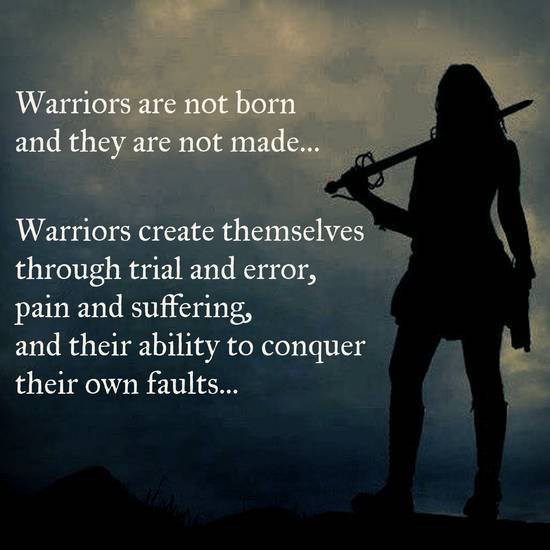 Warriors are not born
and they are not made...
Warriors create themselves
through trial and error,
pain and suffering,
and their ability to conquer
their own faults...